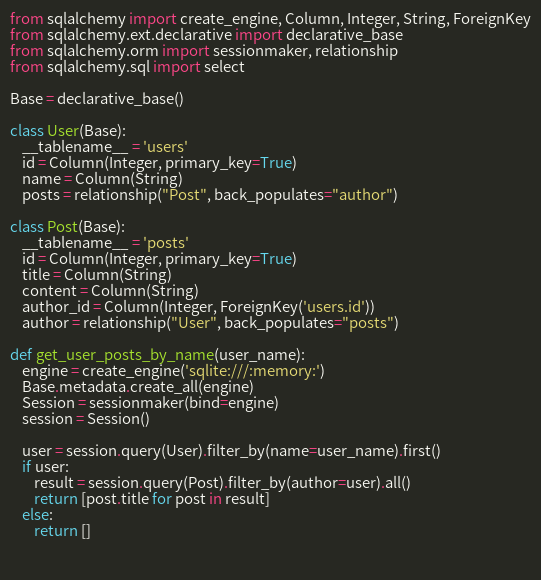 from sqlalchemy import create_engine, Column, Integer, String, ForeignKey
from sqlalchemy.ext.declarative import declarative_base
from sqlalchemy.orm import sessionmaker, relationship
from sqlalchemy.sql import select

Base = declarative_base()

class User(Base):
    __tablename__ = 'users'
    id = Column(Integer, primary_key=True)
    name = Column(String)
    posts = relationship("Post", back_populates="author")

class Post(Base):
    __tablename__ = 'posts'
    id = Column(Integer, primary_key=True)
    title = Column(String)
    content = Column(String)
    author_id = Column(Integer, ForeignKey('users.id'))
    author = relationship("User", back_populates="posts")

def get_user_posts_by_name(user_name):
    engine = create_engine('sqlite:///:memory:')
    Base.metadata.create_all(engine)
    Session = sessionmaker(bind=engine)
    session = Session()

    user = session.query(User).filter_by(name=user_name).first()
    if user:
        result = session.query(Post).filter_by(author=user).all()
        return [post.title for post in result]
    else:
        return []